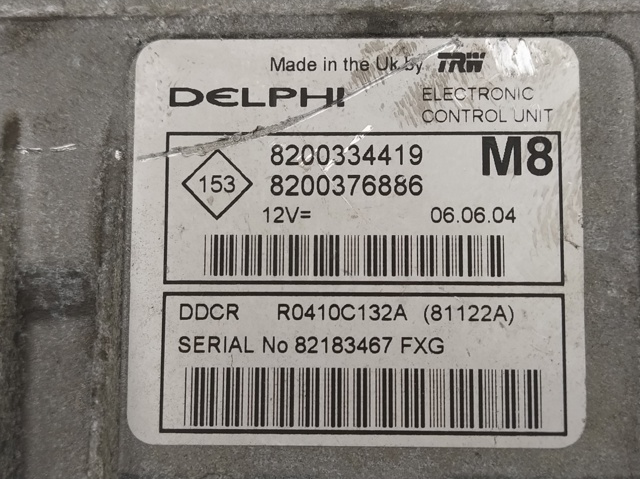 Made in the Uk by TRW
DELPHI ELECTRONIC
CONTROL UNIT
153 8200334419 M8
8200376886
12V= 06.06.04
DDCR R0410C132A (81122A)
SERIAL No 82183467 FXG